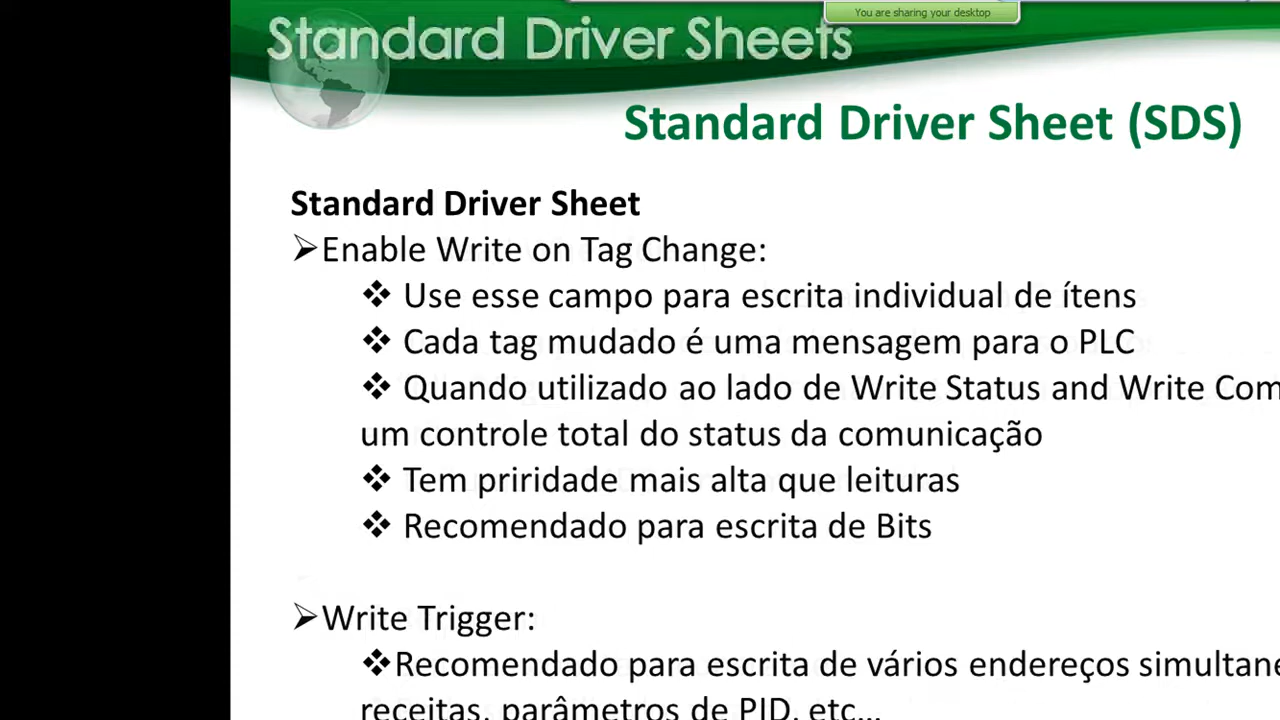 You are sharing your desktop
Standard Driver Sheets
Standard Driver Sheet (SDS)
Standard Driver Sheet
➢Enable Write on Tag Change:
❖ Use esse campo para escrita individual de ítens
❖ Cada tag mudado é uma mensagem para o PLC
❖ Quando utilizado ao lado de Write Status and Write Com
um controle total do status da comunicação
❖ Tem priridade mais alta que leituras
❖ Recomendado para escrita de Bits
➢Write Trigger:
❖Recomendado para escrita de vários endereços simultane
receitas, parâmetros de PID, etc...